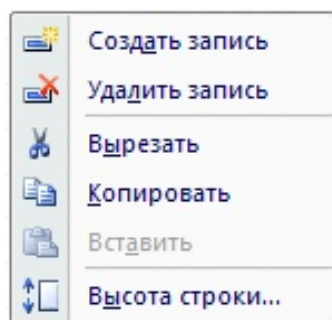 Создать запись
Удалить запись
Вырезать
Копировать
Вставить
Высота строки...